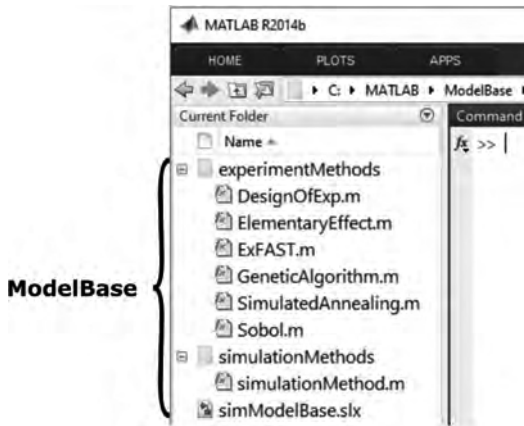 MATLAB R2014b
HOME PLOTS APPS
C: MATLAB ModelBase
Current Folder Command
Name
fx >>
experimentMethods
DesignOfExp.m
ElementaryEffect.m
ExFAST.m
GeneticAlgorithm.m
ModelBase
SimulatedAnnealing.m
Sobol.m
simulationMethods
simulationMethod.m
simModelBase.slx